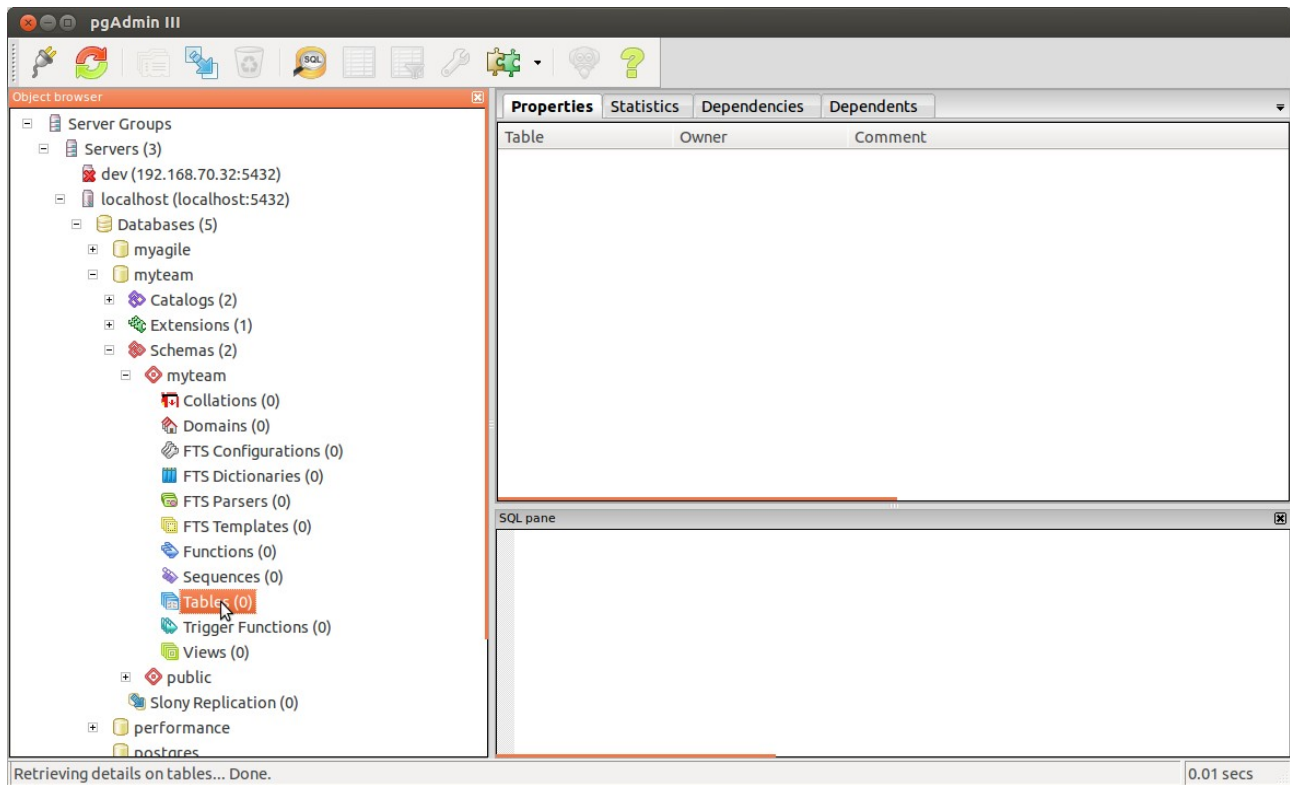 pgAdmin III
SQL
Object browser
Server Groups
Servers (3)
dev (192.168.70.32:5432)
localhost (localhost:5432)
Databases (5)
myagile
myteam
Catalogs (2)
Extensions (1)
Schemas (2)
myteam
Collations (0)
Domains (0)
FTS Configurations (0)
FTS Dictionaries (0)
FTS Parsers (0)
FTS Templates (0)
Functions (0)
Sequences (0)
Tables (0)
Trigger Functions (0)
Views (0)
public
Slony Replication (0)
performance
postgres
Properties Statistics Dependencies Dependents
Table Owner Comment
SQL pane
Retrieving details on tables... Done. 0.01 secs